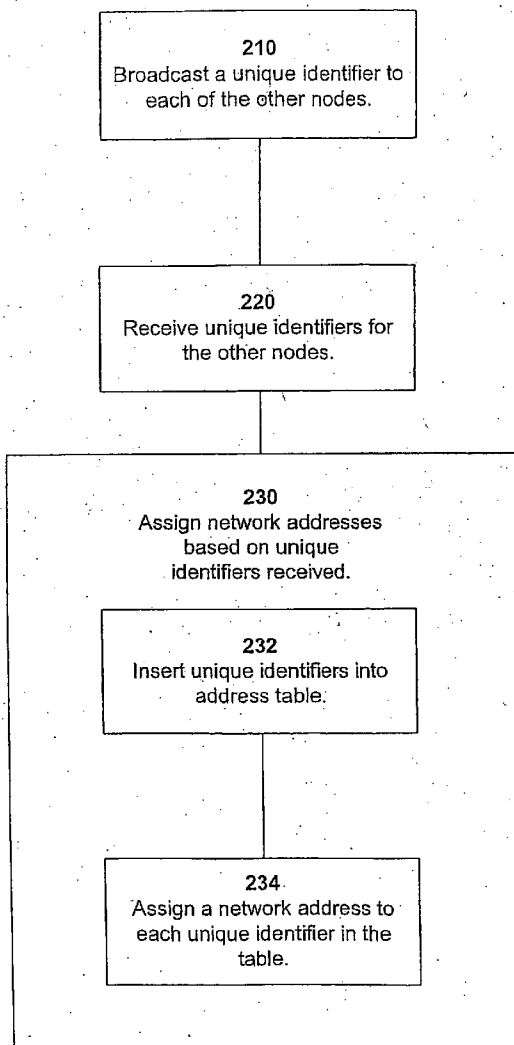 210
Broadcast a unique identifier to
each of the other nodes.
220
Receive unique identifiers for
the other nodes.
230
Assign network addresses
based on unique
identifiers received.
232
Insert unique identifiers into
address table.
234
Assign a network address to
each unique identifier in the
table.